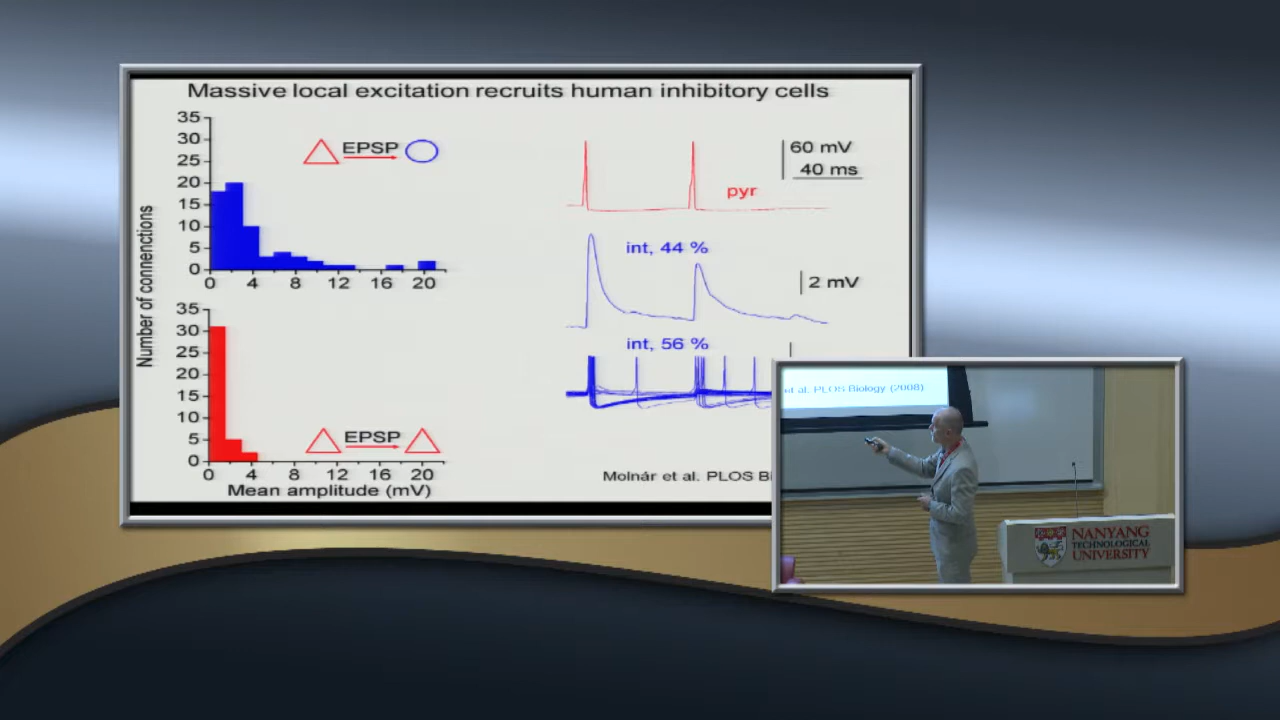 Massive local excitation recruits human inhibitory cells
Number of connenctions
35
30
25
20
15
10
5
0
0 4 8 12 16 20
EPSP
35
30
25
20
15
10
5
0
0 4 8 12 16 20
EPSP
Mean amplitude (mV)
60 mV
40 ms
pyr
int, 44 %
2 mV
int, 56 %
Molnár et al. PLOS Bi
et al. PLOS Biology (2008)
NANYANG
TECHNOLOGICAL
UNIVERSITY